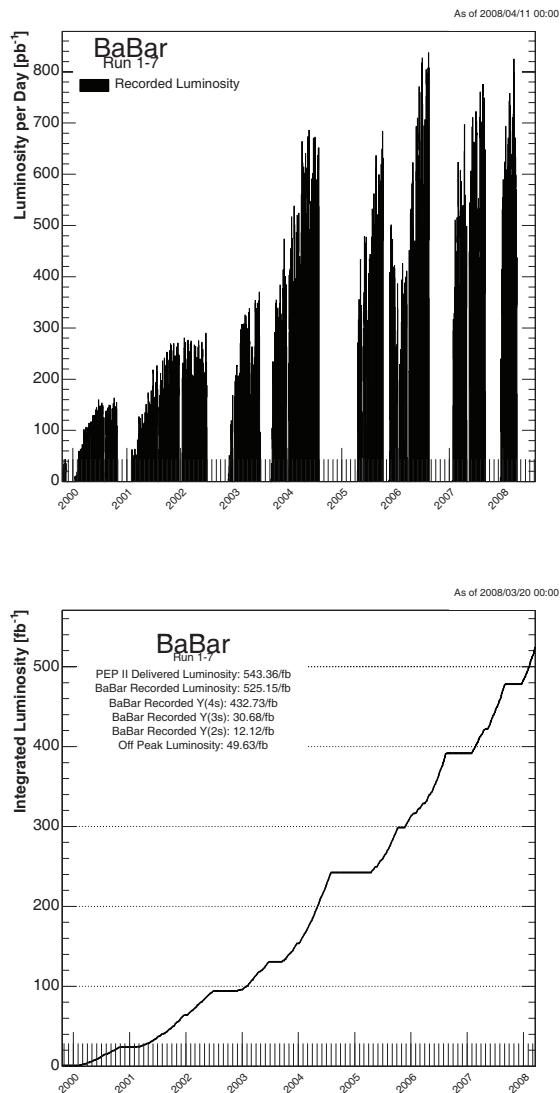 As of 2008/04/11 00:00
BaBar
Run 1-7
Recorded Luminosity
Luminosity per Day [pb⁻¹]
800
700
600
500
400
300
200
100
0
2000 2001 2002 2003 2004 2005 2006 2007 2008
As of 2008/03/20 00:00
BaBar
Run 1-7
PEP II Delivered Luminosity: 543.36/fb
BaBar Recorded Luminosity: 525.15/fb
BaBar Recorded Y(4s): 432.73/fb
BaBar Recorded Y(3s): 30.68/fb
BaBar Recorded Y(2s): 12.12/fb
Off Peak Luminosity: 49.63/fb
Integrated Luminosity [fb⁻¹]
500
400
300
200
100
0
2000 2001 2002 2003 2004 2005 2006 2007 2008